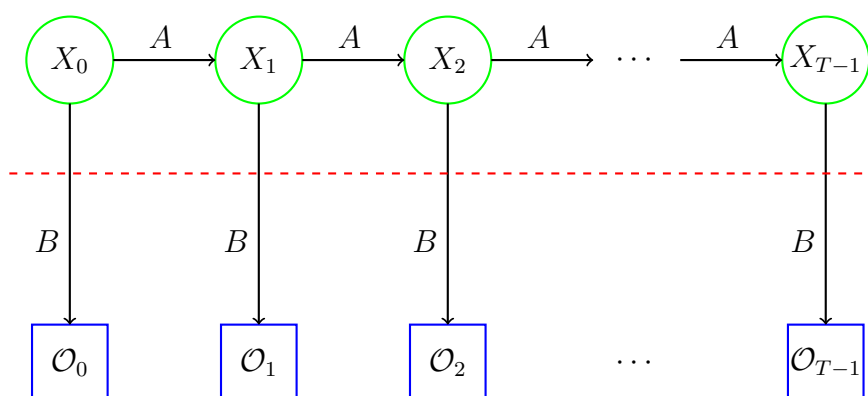 A A A A
X₀ X₁ X₂ ⋯ X_{T−1}
B B B B
𝒪₀ 𝒪₁ 𝒪₂ ⋯ 𝒪_{T−1}